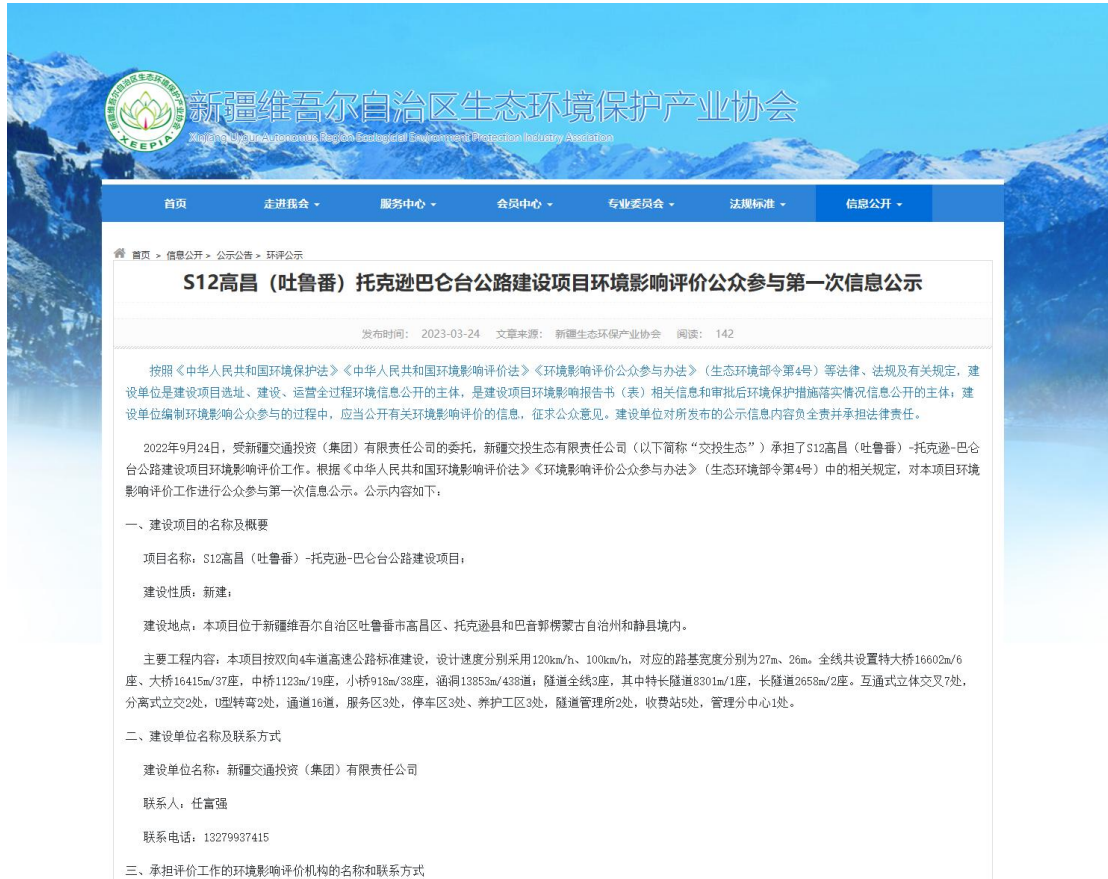 新疆维吾尔自治区生态环境保护产业协会
Xinjiang Uygur Autonomous Region Ecological Environment Protection Industry Association
XEEPIA
首页 走进我会 服务中心 会员中心 专业委员会 法规标准 信息公开
首页 > 信息公开 > 公示公告 > 环评公示
S12高昌（吐鲁番）托克逊巴仑台公路建设项目环境影响评价公众参与第一次信息公示
发布时间： 2023-03-24 文章来源： 新疆生态环保产业协会 阅读： 142
按照《中华人民共和国环境保护法》《中华人民共和国环境影响评价法》《环境影响评价公众参与办法》（生态环境部令第4号）等法律、法规及有关规定，建
设单位是建设项目选址、建设、运营全过程环境信息公开的主体，是建设项目环境影响报告书（表）相关信息和审批后环境保护措施落实情况信息公开的主体；建
设单位编制环境影响公众参与的过程中，应当公开有关环境影响评价的信息，征求公众意见。建设单位对所发布的公示信息内容负全责并承担法律责任。
2022年9月24日，受新疆交通投资（集团）有限责任公司的委托，新疆交投生态有限责任公司（以下简称“交投生态”）承担了S12高昌（吐鲁番）-托克逊-巴仑
台公路建设项目环境影响评价工作。根据《中华人民共和国环境影响评价法》《环境影响评价公众参与办法》（生态环境部令第4号）中的相关规定，对本项目环境
影响评价工作进行公众参与第一次信息公示。公示内容如下：
一、建设项目的名称及概要
项目名称：S12高昌（吐鲁番）-托克逊-巴仑台公路建设项目；
建设性质：新建；
建设地点：本项目位于新疆维吾尔自治区吐鲁番市高昌区、托克逊县和巴音郭楞蒙古自治州和静县境内。
主要工程内容：本项目按双向4车道高速公路标准建设，设计速度分别采用120km/h、100km/h，对应的路基宽度分别为27m、26m。全线共设置特大桥16602m/6
座、大桥16415m/37座，中桥1123m/19座，小桥918m/38座，涵洞13853m/438道；隧道全线3座，其中特长隧道8301m/1座，长隧道2658m/2座。互通式立体交叉7处，
分离式立交2处，U型转弯2处，通道16道，服务区3处，停车区3处、养护工区3处，隧道管理所2处，收费站5处，管理分中心1处。
二、建设单位名称及联系方式
建设单位名称：新疆交通投资（集团）有限责任公司
联系人：任富强
联系电话：13279937415
三、承担评价工作的环境影响评价机构的名称和联系方式